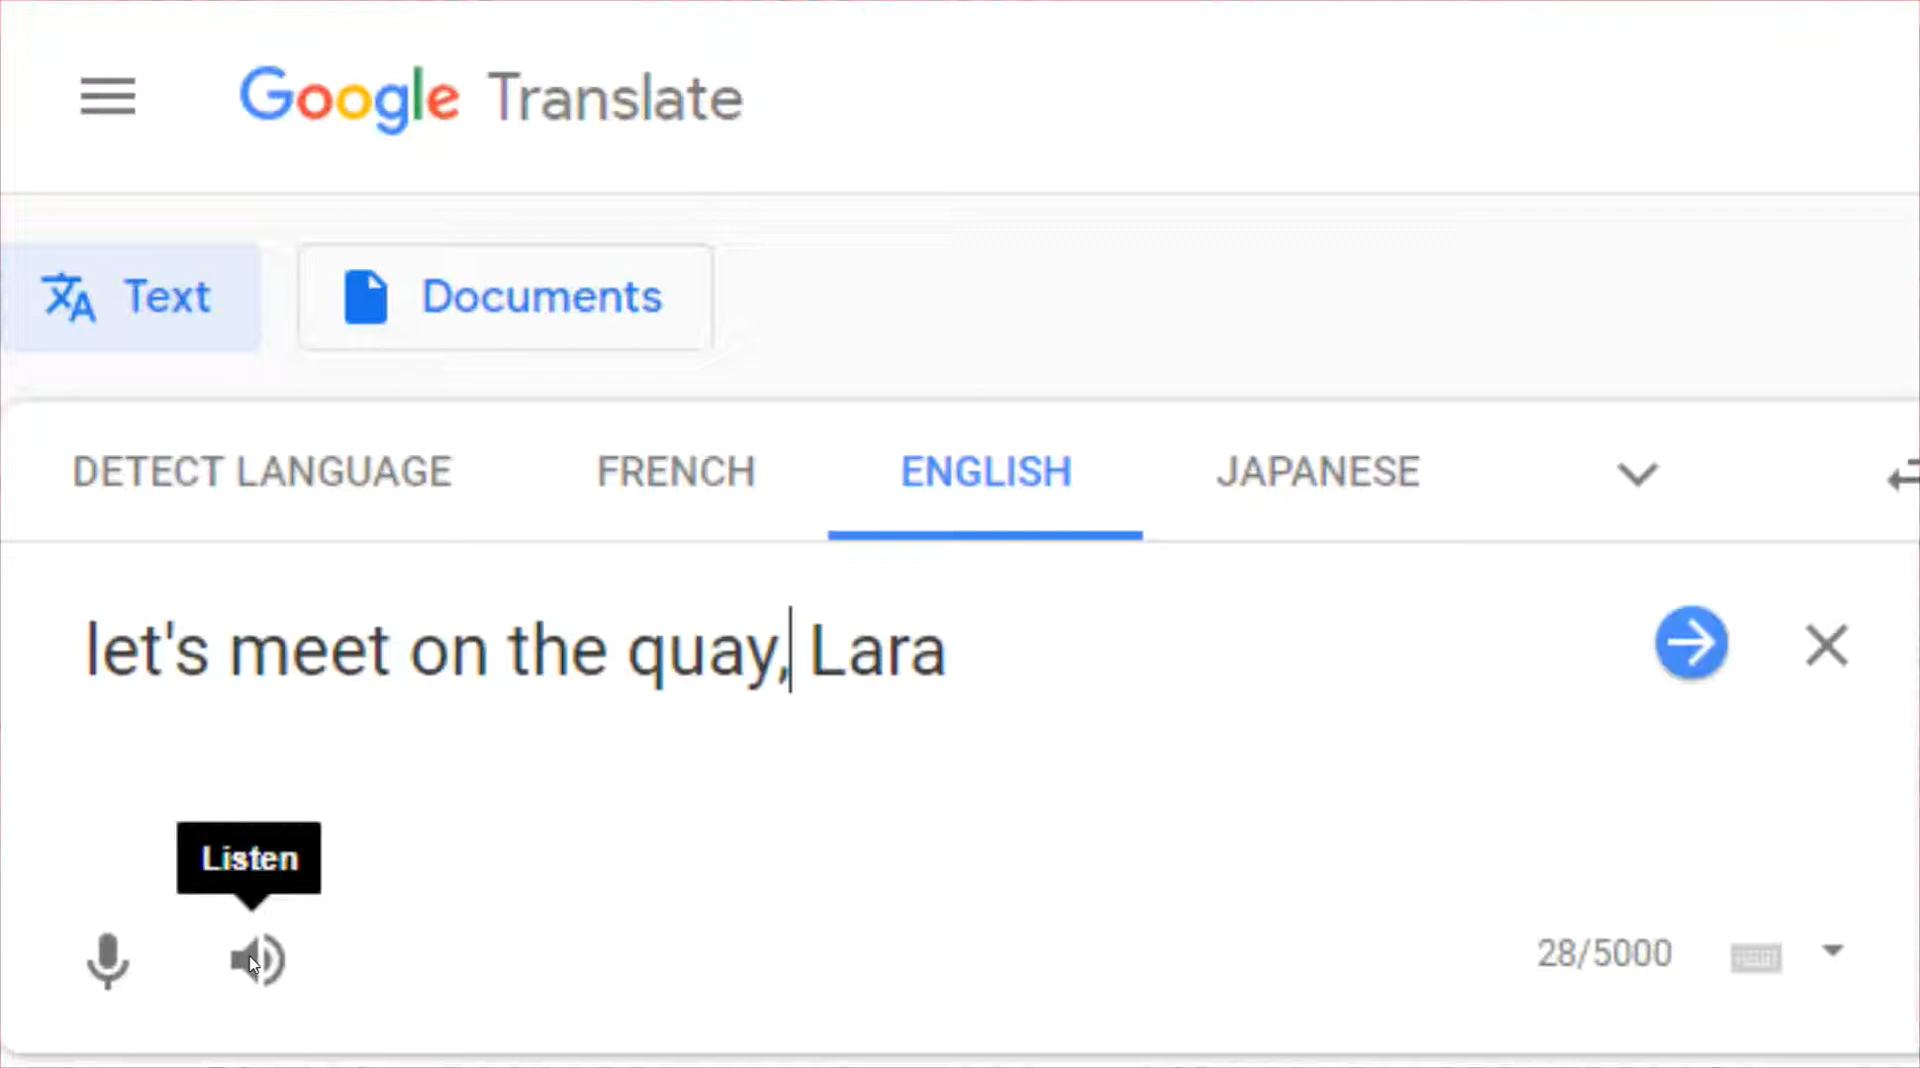 Google Translate
Text Documents
DETECT LANGUAGE FRENCH ENGLISH JAPANESE
let's meet on the quay, Lara
Listen
28/5000